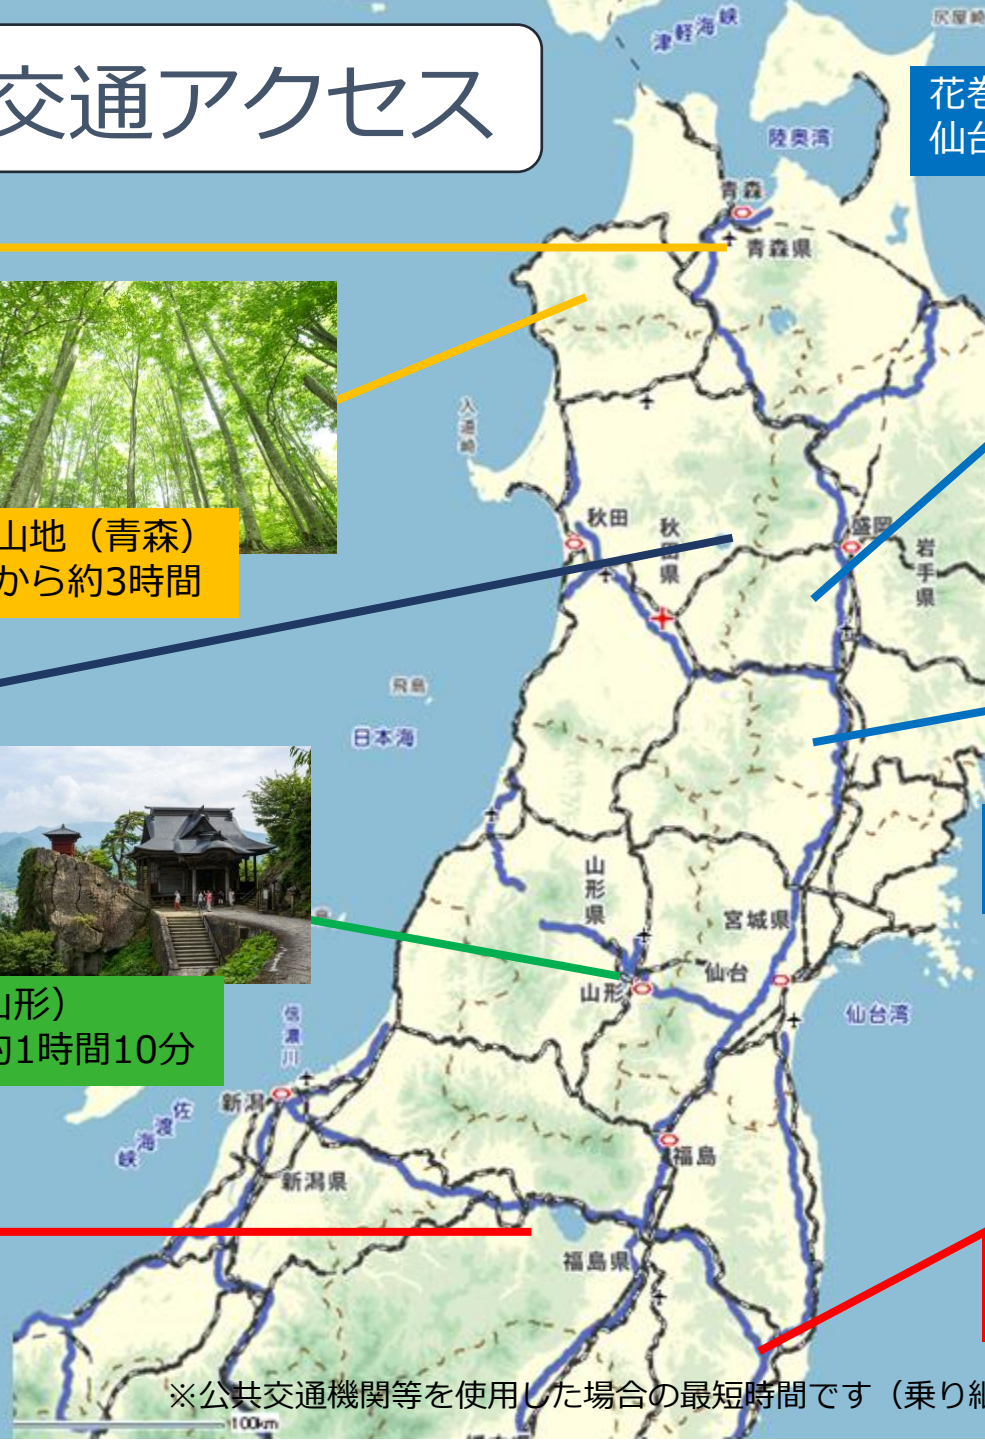 交通アクセス
津軽海峡
尻屋崎
花巻
仙台
陸奥湾
青森
青森県
入道崎
山地（青森）
から約3時間
秋田
秋田県
盛岡
岩手県
飛島
日本海
山形県
宮城県
仙台
山形
仙台湾
山形）
約1時間10分
信濃川
新潟
佐渡海峡
福島
新潟県
福島県
※公共交通機関等を使用した場合の最短時間です（乗り継
100km